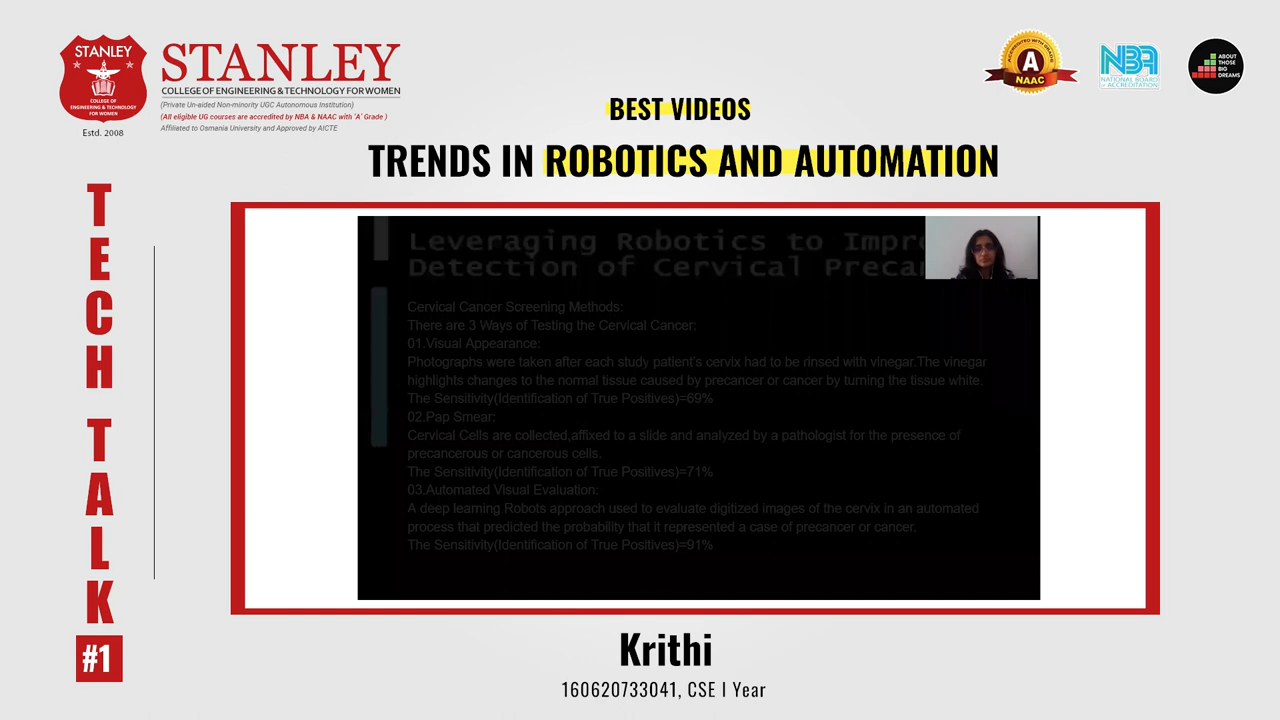 STANLEY
COLLEGE OF
ENGINEERING & TECHNOLOGY
FOR WOMEN
Estd. 2008
STANLEY
COLLEGE OF ENGINEERING & TECHNOLOGY FOR WOMEN
(Private Un-aided Non-minority UGC Autonomous Institution)
(All eligible UG courses are accredited by NBA & NAAC with 'A' Grade )
Affiliated to Osmania University and Approved by AICTE
ACCREDITED WITH GRADE
A
NAAC
NBA
NATIONAL BOARD
of ACCREDITATION
ABOUT
THOSE
BIG
DREAMS
BEST VIDEOS
TRENDS IN ROBOTICS AND AUTOMATION
TECH TALK
#1
Leveraging Robotics to
Detection of Cervical
Cervical Cancer Screening Methods:
There are 3 Ways of Testing the Cervical Cancer:
01.Visual Appearance:
Photographs were taken after each study patient's cervix had to be rinsed with vinegar.The vinegar
highlights changes to the normal tissue caused by precancer or cancer by turning the tissue white.
The Sensitivity(Identification of True Positives)=69%
02.Pap Smear:
Cervical Cells are collected,affixed to a slide and analyzed by a pathologist for the presence of
precancerous or cancerous cells.
The Sensitivity(Identification of True Positives)=71%
03.Automated Visual Evaluation:
A deep learning Robots approach used to evaluate digitized images of the cervix in an automated
process that predicted the probability that it represented a case of precancer or cancer.
The Sensitivity(Identification of True Positives)=91%
Krithi
160620733041, CSE I Year